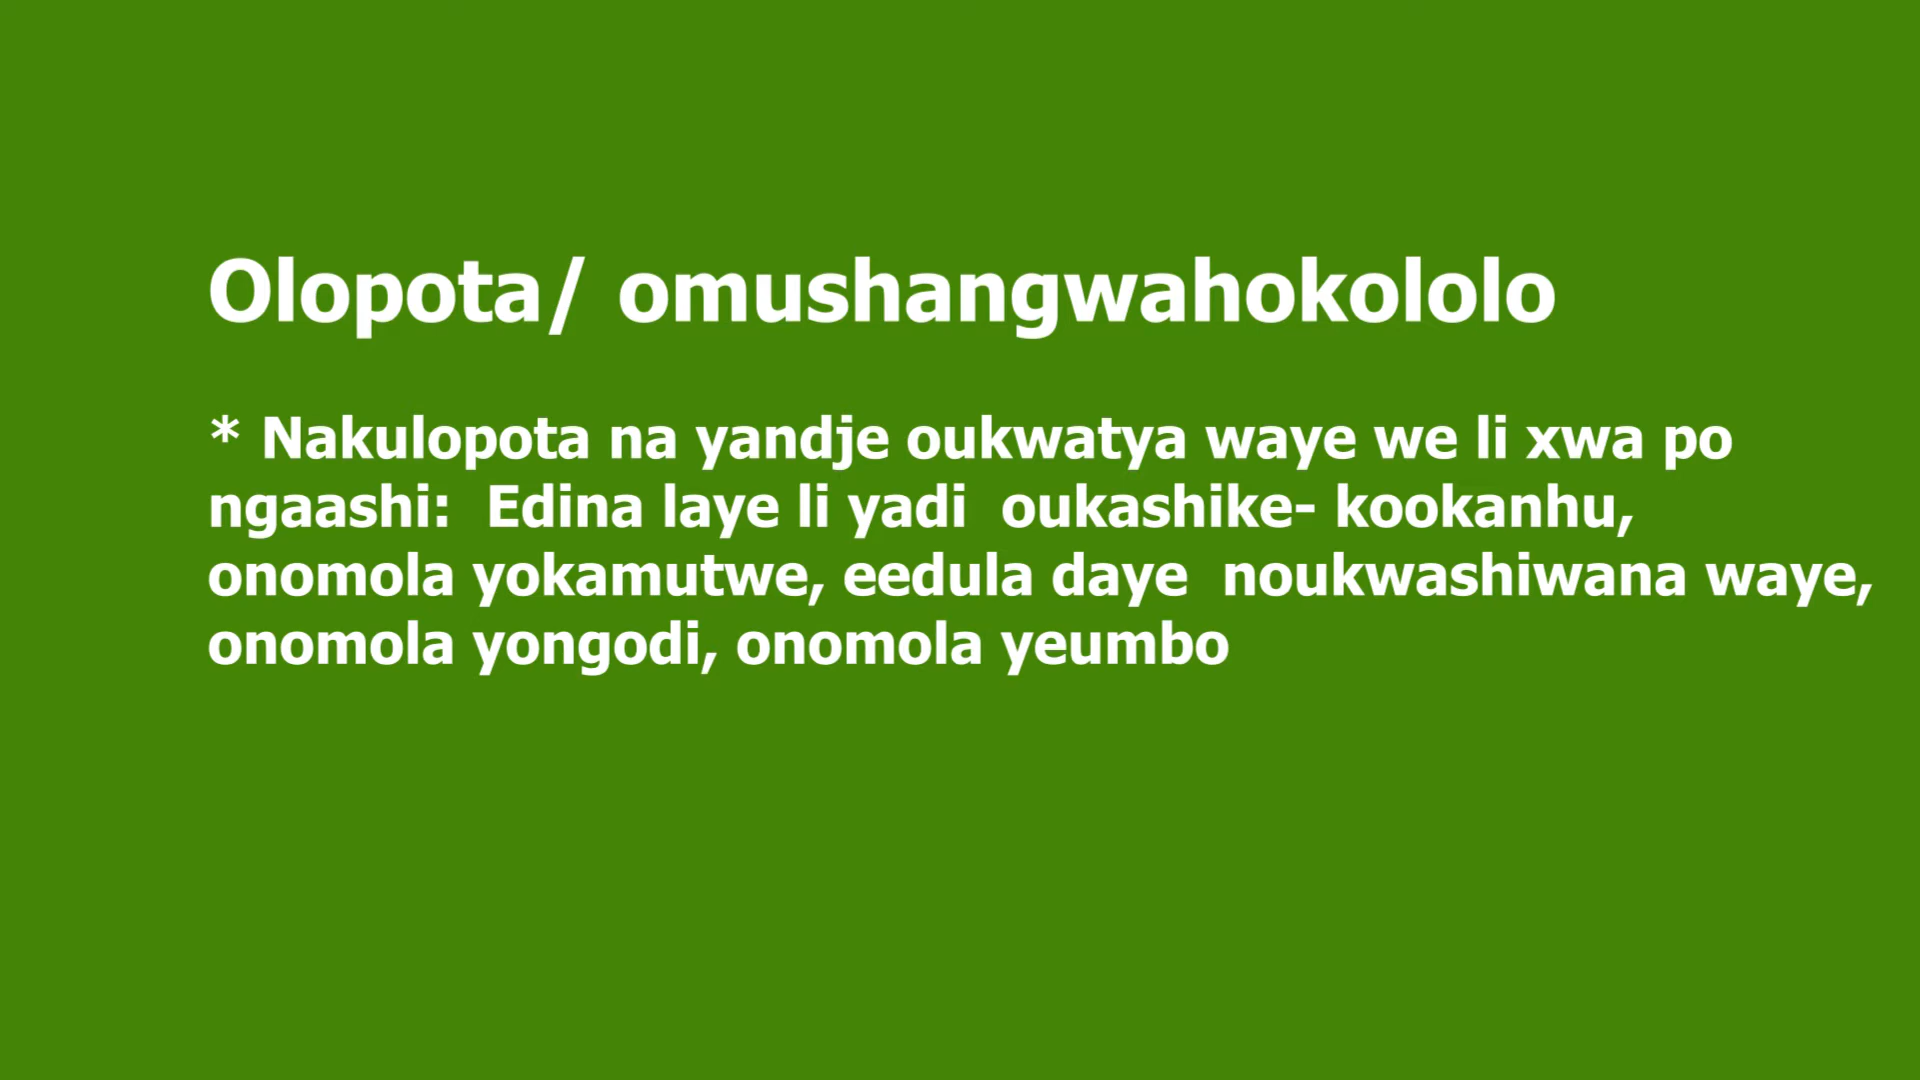 Olopota/ omushangwahokololo
* Nakulopota na yandje oukwatya waye we li xwa po
ngaashi: Edina laye li yadi oukashike- kookanhu,
onomola yokamutwe, eedula daye noukwashiwana waye,
onomola yongodi, onomola yeumbo